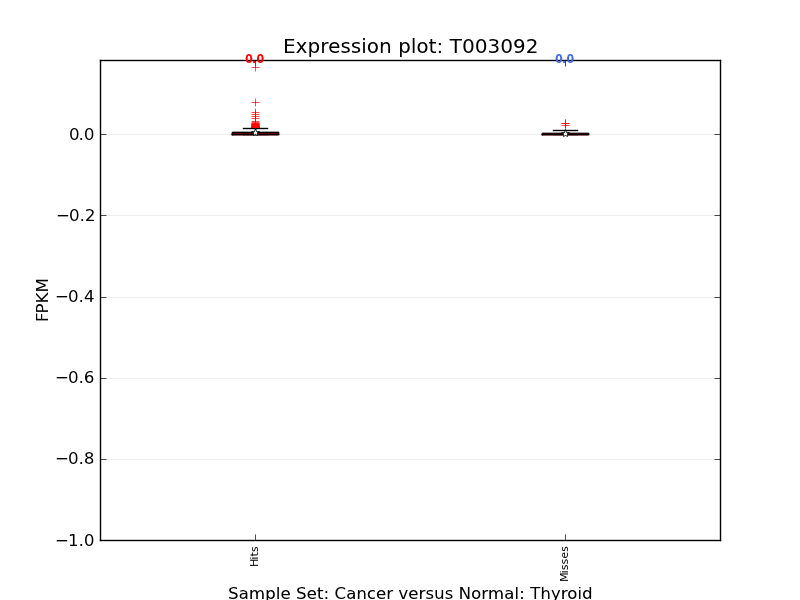 Expression plot: T003092
0.0
0.0
0.0
−0.2
−0.4
−0.6
−0.8
−1.0
FPKM
Hits
Misses
Sample Set: Cancer versus Normal: Thyroid